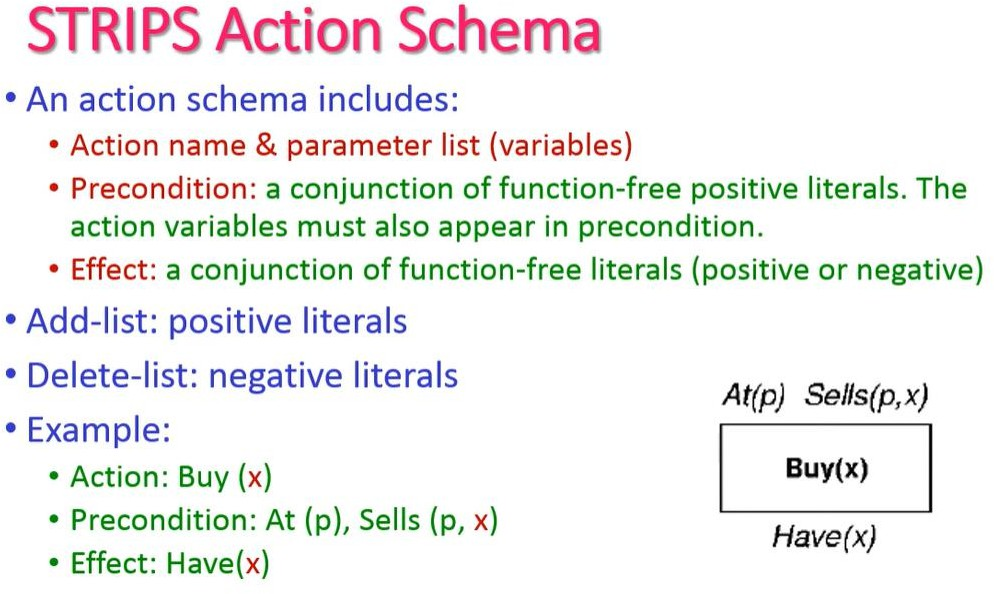 STRIPS Action Schema
• An action schema includes:
• Action name & parameter list (variables)
• Precondition: a conjunction of function-free positive literals. The
action variables must also appear in precondition.
• Effect: a conjunction of function-free literals (positive or negative)
• Add-list: positive literals
• Delete-list: negative literals
• Example:
• Action: Buy (x)
• Precondition: At (p), Sells (p, x)
• Effect: Have(x)
At(p) Sells(p,x)
Buy(x)
Have(x)